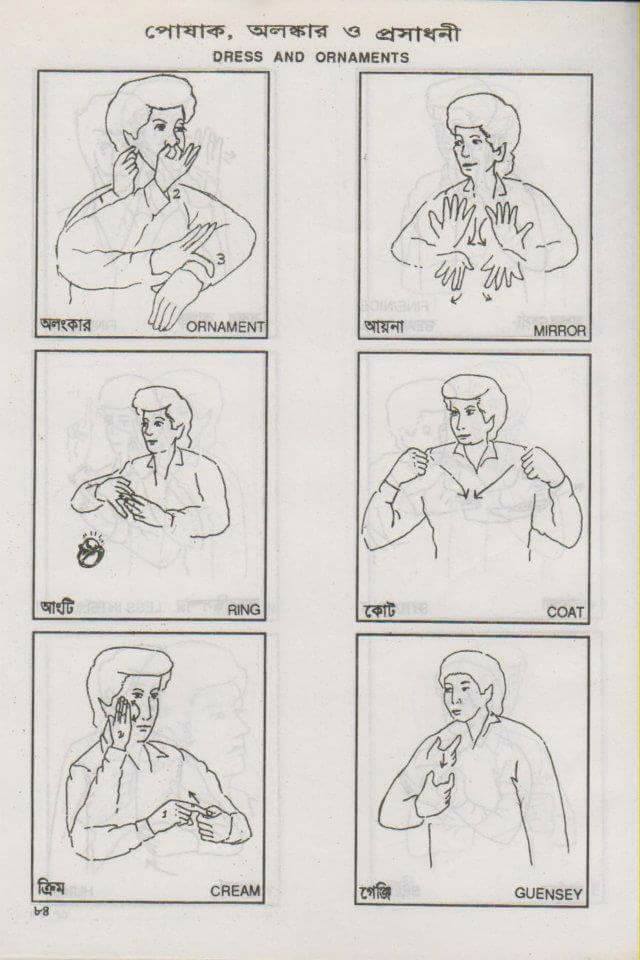 পোষাক, অলঙ্কার ও প্রসাধনী
DRESS AND ORNAMENTS
2
3
অলংকার ORNAMENT
আয়না MIRROR
আংটি RING
কোট COAT
2
1
ক্রিম CREAM
গেঞ্জি GUENSEY
৮৪